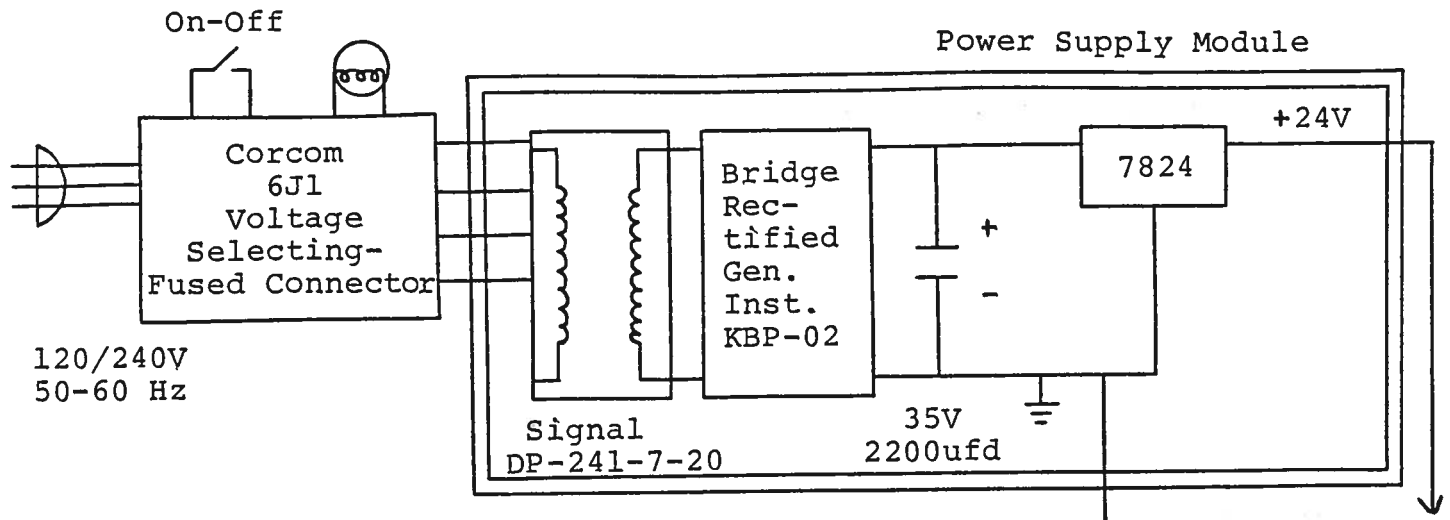 On-Off
Power Supply Module
Corcom
6J1
Voltage
Selecting-
Fused Connector
Bridge
Rec-
tified
Gen.
Inst.
KBP-02
+
-
7824
+24V
120/240V
50-60 Hz
Signal
DP-241-7-20
35V
2200ufd